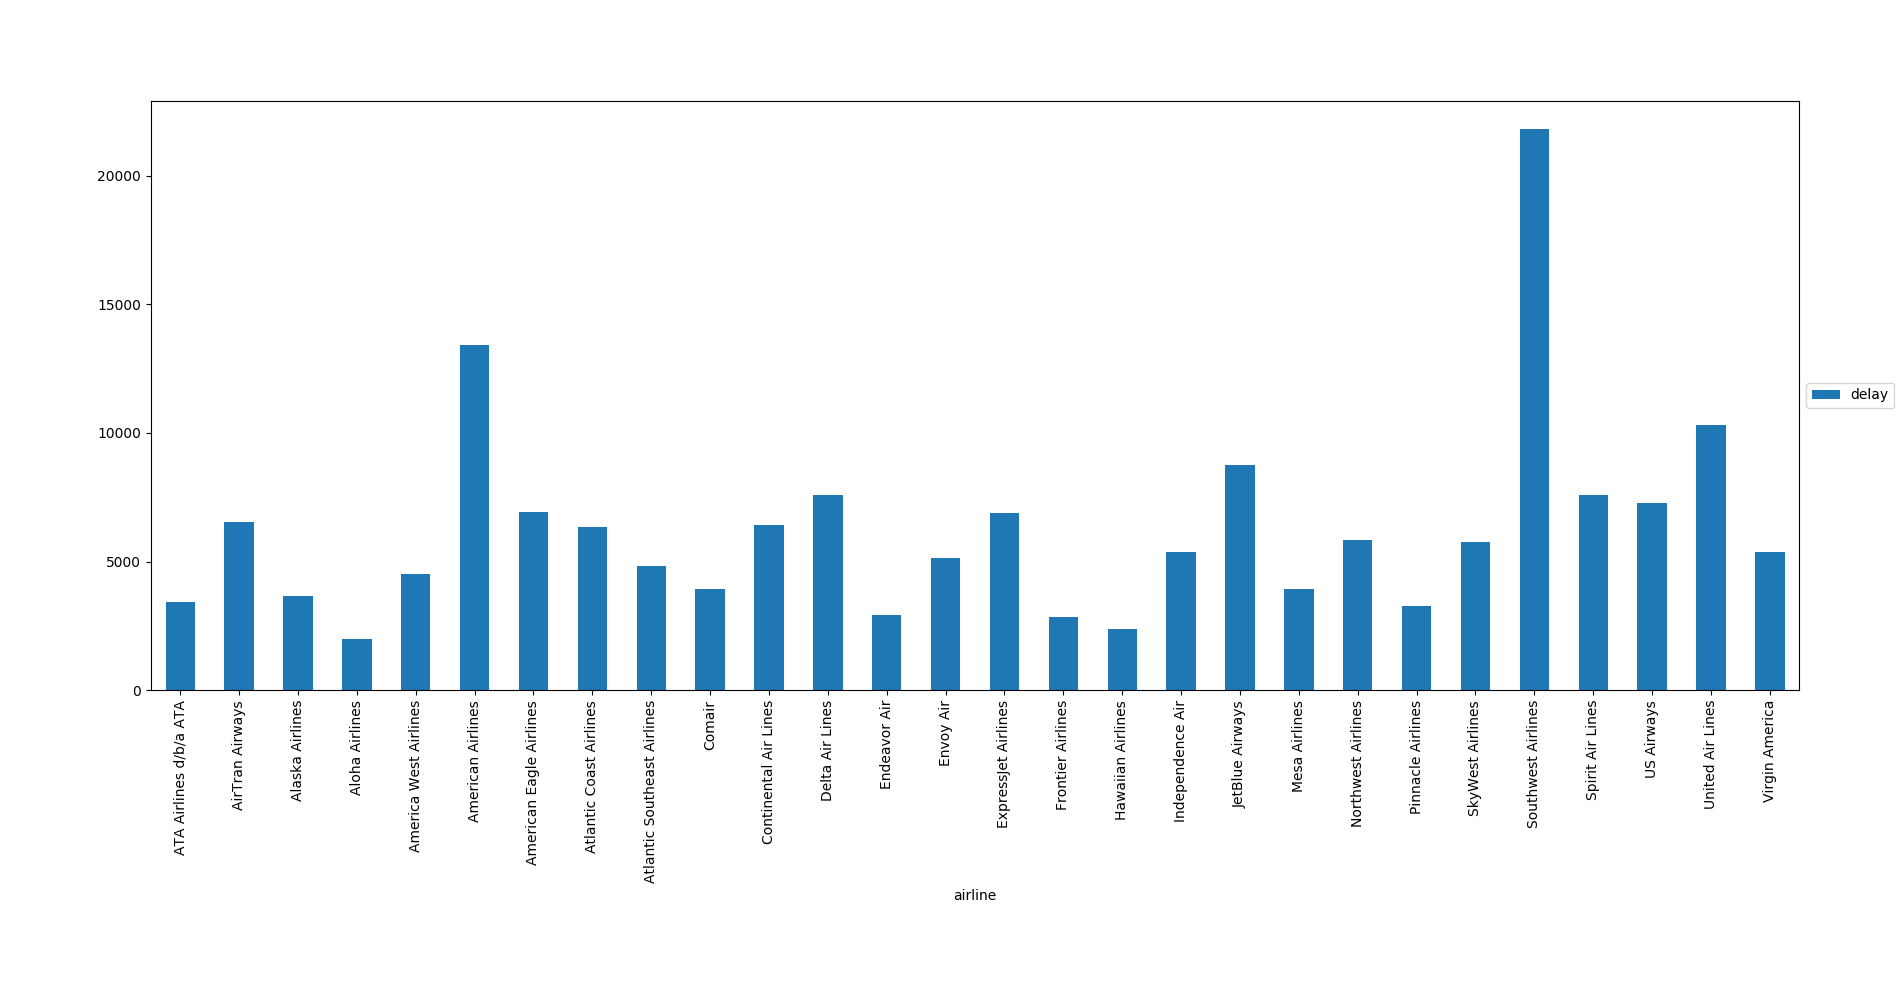 20000
15000
10000
5000
0
delay
ATA Airlines d/b/a ATA
AirTran Airways
Alaska Airlines
Aloha Airlines
America West Airlines
American Airlines
American Eagle Airlines
Atlantic Coast Airlines
Atlantic Southeast Airlines
Comair
Continental Air Lines
Delta Air Lines
Endeavor Air
Envoy Air
ExpressJet Airlines
Frontier Airlines
Hawaiian Airlines
Independence Air
JetBlue Airways
Mesa Airlines
Northwest Airlines
Pinnacle Airlines
SkyWest Airlines
Southwest Airlines
Spirit Air Lines
US Airways
United Air Lines
Virgin America
airline